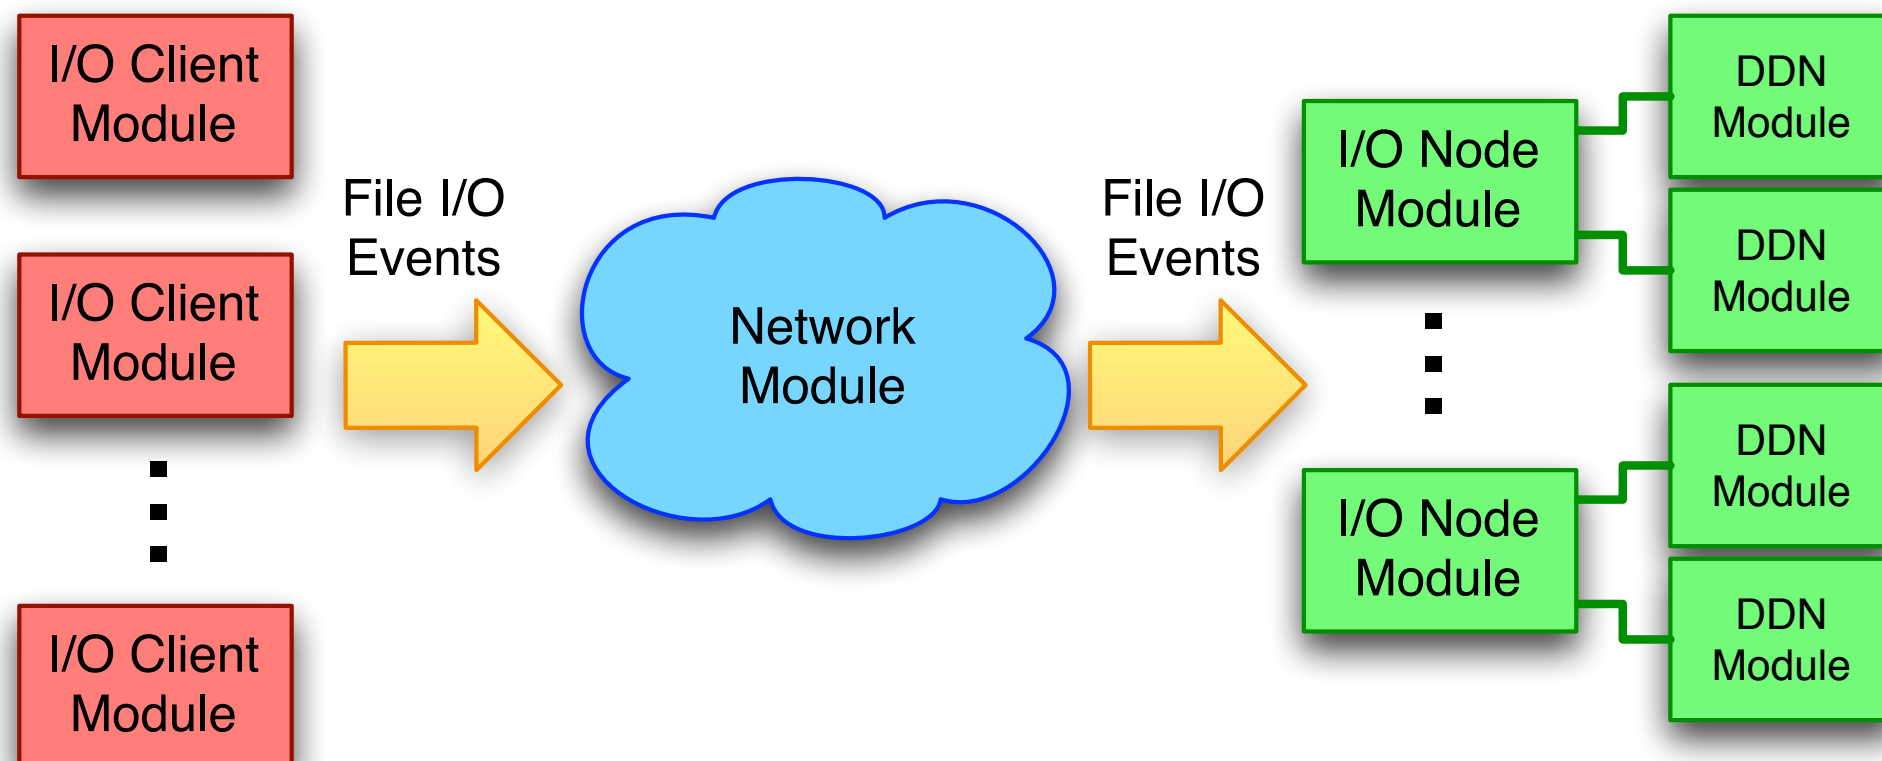 I/O Client
Module
I/O Client
Module
I/O Client
Module
File I/O
Events
Network
Module
File I/O
Events
I/O Node
Module
I/O Node
Module
DDN
Module
DDN
Module
DDN
Module
DDN
Module